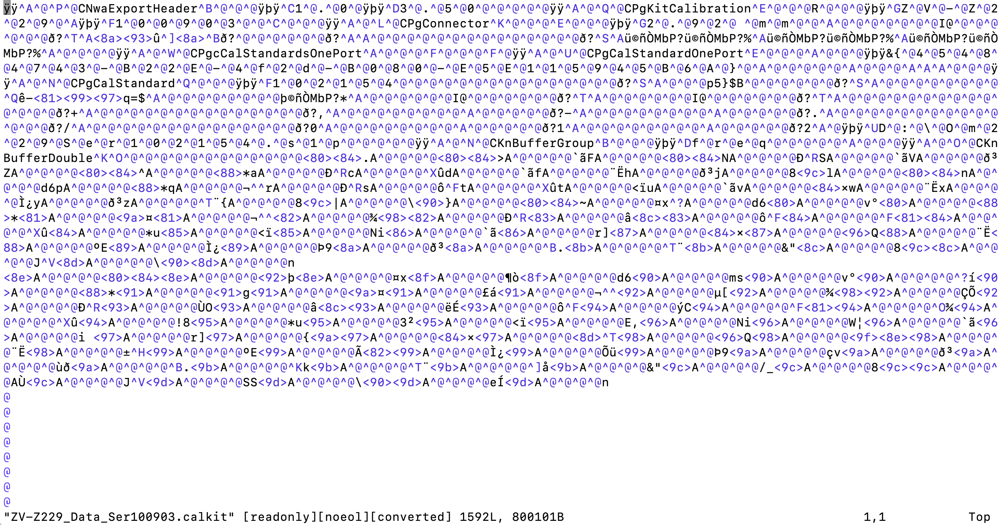 ÿÿ^A^@^P^@CNwaExportHeader^B^@^@^@ÿþÿ^C1^@.^@0^@ÿþÿ^D3^@.^@5^@0^@^@^@^@^@ÿÿ^A^@^Q^@CPgKitCalibration^E^@^@^@R^@^@^@ÿþÿ^GZ^@V^@-^@Z^@2
^@2^@9^@^Aÿþÿ^F1^@0^@0^@9^@0^@3^@^@^C^@^@^@ÿÿ^A^@^L^@CPgConnector^K^@^@^@^E^@^@^@ÿþÿ^G2^@.^@9^@2^@ ^@m^@m^@^@^A^@^@^@^@^@^@^@I@^@^@^@
^@^@^@ð?^T^A<8a><93>û^]<8a>^Bð?^@^@^@^@^@^@ð?^A^A^@^@^@^@^@^@^@^@^@^@^@^@^@^@ð?^S^Aü©ñÒMbP?ü©ñÒMbP?%^Aü©ñÒMbP?ü©ñÒMbP?%^Aü©ñÒMbP?ü©ñÒ
MbP?%^A^@^@^@^@ÿÿ^A^@^W^@CPgcCalStandardsOnePort^A^@^@^@^F^@^@^@^F^@ÿÿ^A^@^U^@CPgCalStandardOnePort^E^@^@^@^A^@^@^@ÿþÿ&{^@4^@5^@4^@8^
@4^@7^@4^@3^@-^@B^@2^@2^@E^@-^@4^@f^@2^@d^@-^@B^@0^@8^@0^@-^@E^@5^@E^@1^@1^@5^@9^@4^@5^@B^@6^@A^@}^@^A^@^@^@^@^@^A^@^@^@^A^A^A^@^@^@ÿ
ÿ^A^@^N^@CPgCalStandard^Q^@^@^@ÿþÿ^F1^@0^@2^@1^@5^@4^@^@^@^@^@^@^@^@^@^@^@^@^@^@^@ð?^S^A^@^@^@p5}$B^@^@^@^@^@^@ð?^S^A^@^@^@^@^@^@^@^@
^Qê-<81><99><97>q=$^A^@^@^@^@^@^@^@^@þ©ñÒMbP?*^A^@^@^@^@^@^@I@^@^@^@^@^@^@ð?^T^A^@^@^@^@^@^@I@^@^@^@^@^@^@ð?^T^A^@^@^@^@^@^@^@^@^@^@^
@^@^@^@ð?+^A^@^@^@^@^@^@^@^@^@^@^@^@^@^@ð?,^A^@^@^@^@^@^@^@^@^A^@^@^@^@^@ð?-^A^@^@^@^@^@^@^@^@^A^@^@^@^@^@ð?.^A^@^@^@^@^@^@^@^@^@^@^@
^@^@^@ð?/^A^@^@^@^@^@^@^@^@^@^@^@^@^@^@ð?0^A^@^@^@^@^@^@^@^@^A^@^@^@^@^@ð?1^A^@^@^@^@^@^@^@^@^A^@^@^@^@^@ð?2^A^@ÿþÿ^UD^@:^@\^@O^@m^@2
^@2^@9^@S^@e^@r^@1^@0^@2^@1^@5^@4^@.^@s^@1^@p^@^@^@^@^@ÿÿ^A^@^N^@CKnBufferGroup^B^@^@^@ÿþÿ^Df^@r^@e^@q^@^@^@^@^@^A^@^@^@ÿÿ^A^@^O^@CKn
BufferDouble^K^O^@^@^@^@^@^@^@^@^@^@^@^@<80><84>.A^@^@^@^@<80><84>>A^@^@^@^@`ãFA^@^@^@^@<80><84>NA^@^@^@^@Ð^RSA^@^@^@^@`ãVA^@^@^@^@ð³
ZA^@^@^@^@<80><84>^A^@^@^@^@<88>*aA^@^@^@^@Ð^RcA^@^@^@^@^XûdA^@^@^@^@`ãfA^@^@^@^@¨ËhA^@^@^@^@ð³jA^@^@^@^@8<9c>lA^@^@^@^@<80><84>nA^@^
@^@^@d6pA^@^@^@^@<88>*qA^@^@^@^@¬^^rA^@^@^@^@Ð^RsA^@^@^@^@ô^FtA^@^@^@^@^XûtA^@^@^@^@<ïuA^@^@^@^@`ãvA^@^@^@^@<84>×wA^@^@^@^@¨ËxA^@^@^@
^@Ì¿yA^@^@^@^@ð³zA^@^@^@^@^T¨{A^@^@^@^@8<9c>|A^@^@^@^@\<90>}A^@^@^@^@<80><84>~A^@^@^@^@¤x^?A^@^@^@^@d6<80>A^@^@^@^@v°<80>A^@^@^@^@<88
>*<81>A^@^@^@^@<9a>¤<81>A^@^@^@^@¬^^<82>A^@^@^@^@¾<98><82>A^@^@^@^@Ð^R<83>A^@^@^@^@â<8c><83>A^@^@^@^@ô^F<84>A^@^@^@^@^F<81><84>A^@^@^
@^@^Xû<84>A^@^@^@^@*u<85>A^@^@^@^@<ï<85>A^@^@^@^@Ni<86>A^@^@^@^@`ã<86>A^@^@^@^@r]<87>A^@^@^@^@<84>×<87>A^@^@^@^@<96>Q<88>A^@^@^@^@¨Ë<
88>A^@^@^@^@ºE<89>A^@^@^@^@Ì¿<89>A^@^@^@^@Þ9<8a>A^@^@^@^@ð³<8a>A^@^@^@^@^B.<8b>A^@^@^@^@^T¨<8b>A^@^@^@^@&"<8c>A^@^@^@^@8<9c><8c>A^@^@
^@^@J^V<8d>A^@^@^@^@\<90><8d>A^@^@^@^@n
<8e>A^@^@^@^@<80><84><8e>A^@^@^@^@<92>þ<8e>A^@^@^@^@¤x<8f>A^@^@^@^@¶ò<8f>A^@^@^@^@d6<90>A^@^@^@^@ms<90>A^@^@^@^@v°<90>A^@^@^@^@^?í<90
>A^@^@^@^@<88>*<91>A^@^@^@^@<91>g<91>A^@^@^@^@<9a>¤<91>A^@^@^@^@£á<91>A^@^@^@^@¬^^<92>A^@^@^@^@µ[<92>A^@^@^@^@¾<98><92>A^@^@^@^@ÇÕ<92
>A^@^@^@^@Ð^R<93>A^@^@^@^@ÙO<93>A^@^@^@^@â<8c><93>A^@^@^@^@ëÉ<93>A^@^@^@^@ô^F<94>A^@^@^@^@ýC<94>A^@^@^@^@^F<81><94>A^@^@^@^@^O¾<94>A^
@^@^@^@^Xû<94>A^@^@^@^@!8<95>A^@^@^@^@*u<95>A^@^@^@^@3²<95>A^@^@^@^@<ï<95>A^@^@^@^@E,<96>A^@^@^@^@Ni<96>A^@^@^@^@W¦<96>A^@^@^@^@`ã<96
>A^@^@^@^@i <97>A^@^@^@^@r]<97>A^@^@^@^@{<9a><97>A^@^@^@^@<84>×<97>A^@^@^@^@<8d>^T<98>A^@^@^@^@<96>Q<98>A^@^@^@^@<9f><8e><98>A^@^@^@^
@¨Ë<98>A^@^@^@^@±^H<99>A^@^@^@^@ºE<99>A^@^@^@^@Ã<82><99>A^@^@^@^@Ì¿<99>A^@^@^@^@Õü<99>A^@^@^@^@Þ9<9a>A^@^@^@^@çv<9a>A^@^@^@^@ð³<9a>A^
@^@^@^@ùð<9a>A^@^@^@^@^B.<9b>A^@^@^@^@^Kk<9b>A^@^@^@^@^T¨<9b>A^@^@^@^@^]å<9b>A^@^@^@^@&"<9c>A^@^@^@^@/_<9c>A^@^@^@^@8<9c><9c>A^@^@^@^
@AÙ<9c>A^@^@^@^@J^V<9d>A^@^@^@^@SS<9d>A^@^@^@^@\<90><9d>A^@^@^@^@eÍ<9d>A^@^@^@^@n
@
@
@
@
@
@
@
@
"ZV-Z229_Data_Ser100903.calkit" [readonly][noeol][converted] 1592L, 800101B 1,1 Top